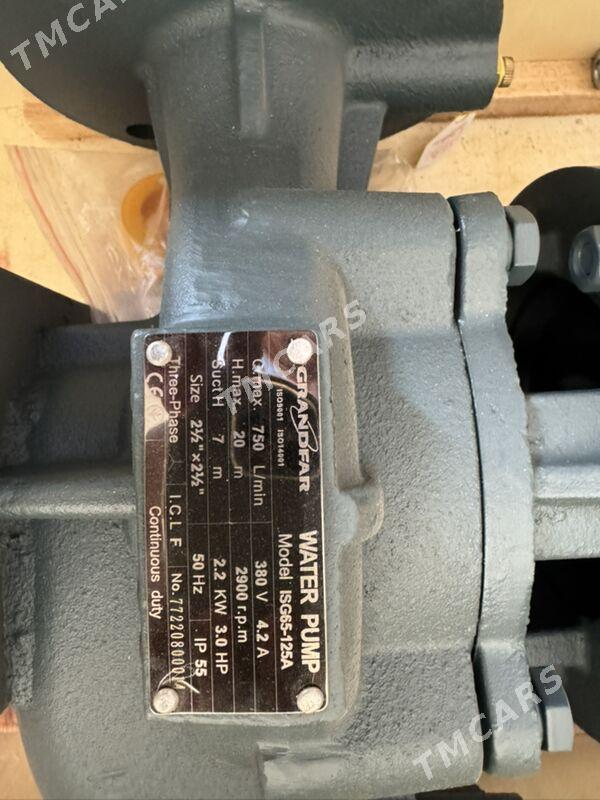 TMCARS
TMCARS
TMCARS
TMCARS
GRANDFAR
ISO9001 ISO14001
WATER PUMP
Model ISG65-125A
Q.max. 750 L/min
380 V 4.2 A
20 m
2900 r.p.m
Suct H 7 m
2.2 KW 3.0 HP
Size 2½"×2½"
50 Hz IP 55
Three-Phase I.C.L F No.
CE Continuous duty